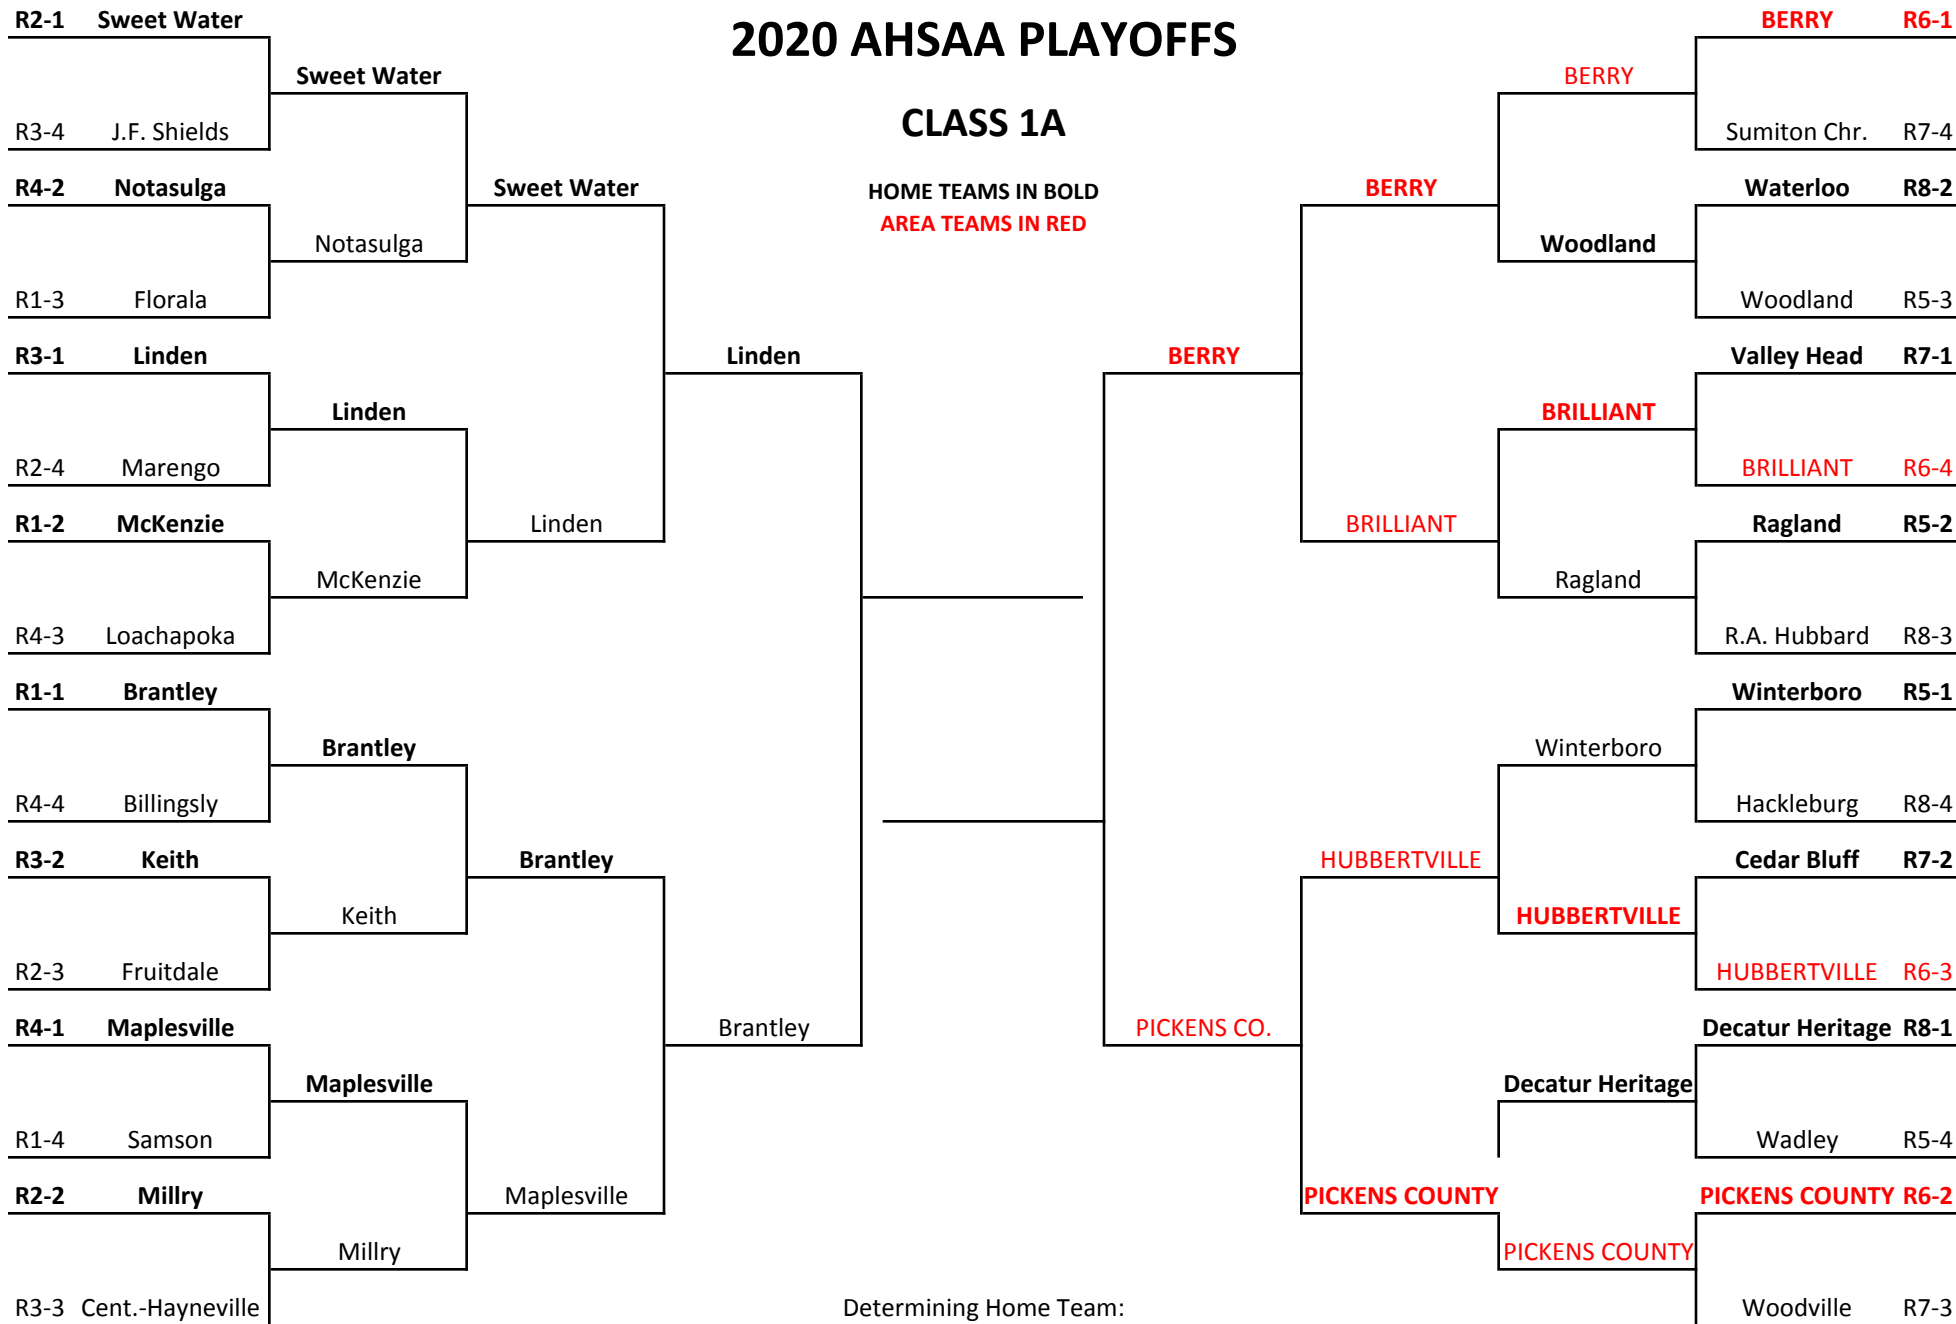 R2-1 Sweet Water
2020 AHSAA PLAYOFFS
BERRY R6-1
Sweet Water
BERRY
R3-4 J.F. Shields
CLASS 1A
Sumiton Chr. R7-4
R4-2 Notasulga
Sweet Water
HOME TEAMS IN BOLD
BERRY
Waterloo R8-2
AREA TEAMS IN RED
Notasulga
Woodland
R1-3 Florala
Woodland R5-3
R3-1 Linden
Linden
BERRY
Valley Head R7-1
Linden
BRILLIANT
R2-4 Marengo
BRILLIANT R6-4
R1-2 McKenzie
Linden
BRILLIANT
Ragland R5-2
McKenzie
Ragland
R4-3 Loachapoka
R.A. Hubbard R8-3
R1-1 Brantley
Winterboro R5-1
Brantley
Winterboro
R4-4 Billingsly
Hackleburg R8-4
R3-2 Keith
Brantley
HUBBERTVILLE
Cedar Bluff R7-2
Keith
HUBBERTVILLE
R2-3 Fruitdale
HUBBERTVILLE R6-3
R4-1 Maplesville
Brantley
PICKENS CO.
Decatur Heritage R8-1
Maplesville
Decatur Heritage
R1-4 Samson
Wadley R5-4
R2-2 Millry
Maplesville
PICKENS COUNTY
PICKENS COUNTY R6-2
Millry
PICKENS COUNTY
R3-3 Cent.-Hayneville
Determining Home Team:
Woodville R7-3